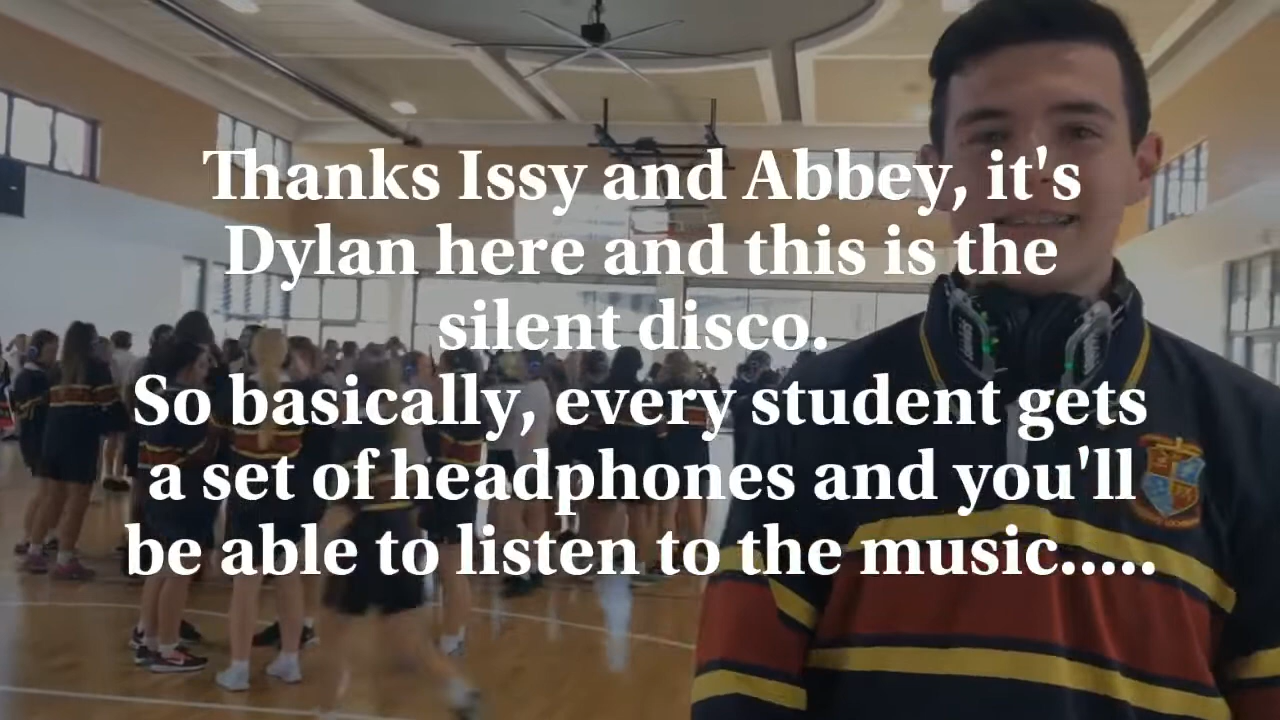 Thanks Issy and Abbey, it's
Dylan here and this is the
silent disco.
So basically, every student gets
a set of headphones and you'll
be able to listen to the music.....